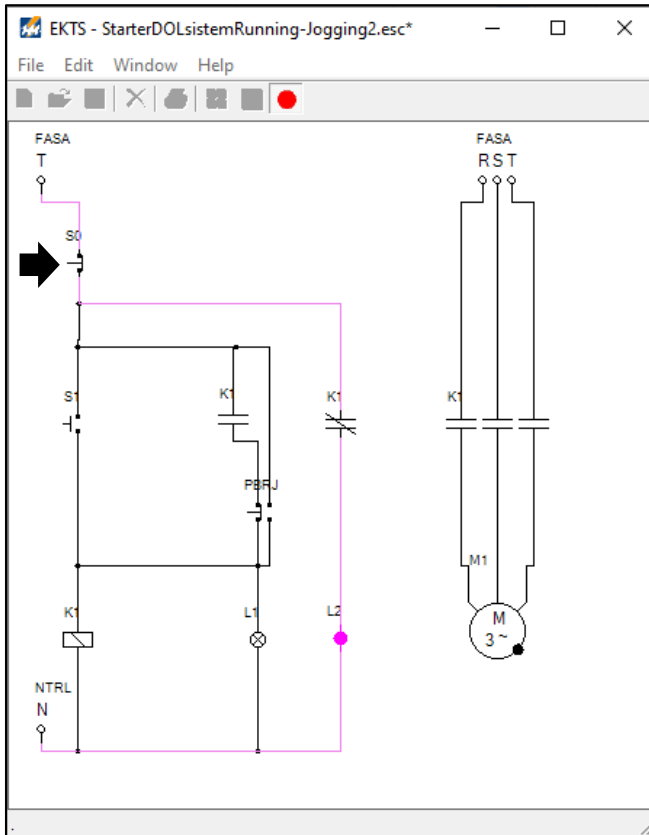 EKTS - StarterDOLsistemRunning-Jogging2.esc*
File Edit Window Help
FASA
T
S0
S1
K1
K1
PBRJ
K1
L1
L2
NTRL
N
FASA
R S T
K1
M1
M
3 ~
.